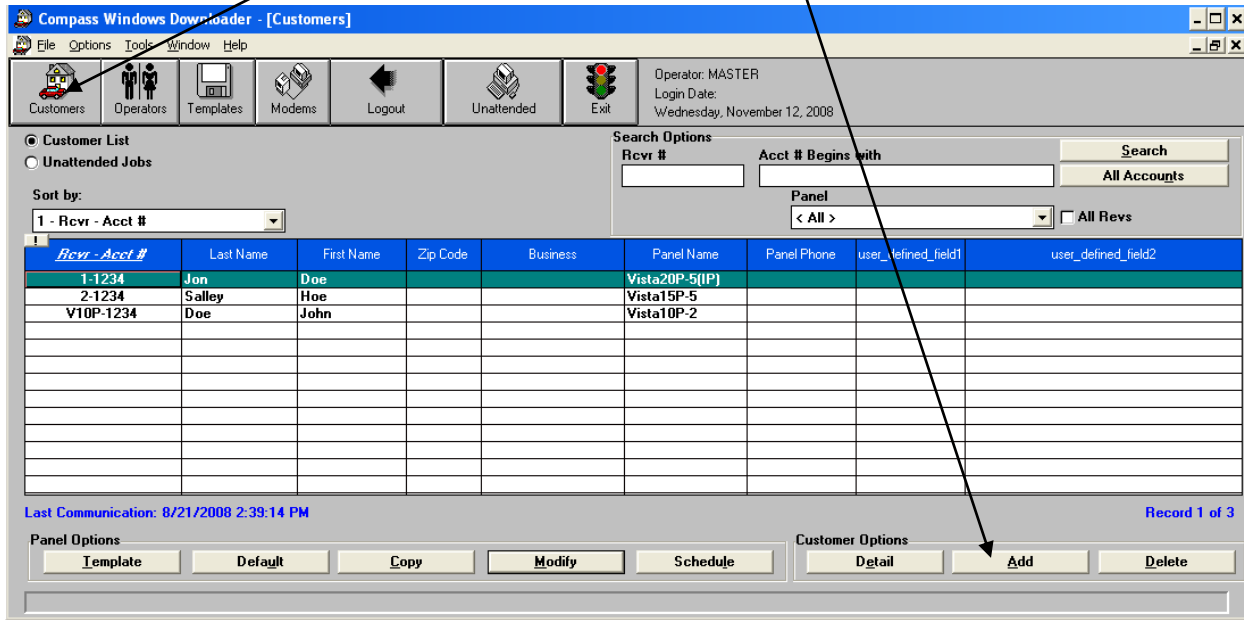 Compass Windows Downloader - [Customers]
File Options Tools Window Help
Customers Operators Templates Modems Logout Unattended Exit
Operator: MASTER
Login Date:
Wednesday, November 12, 2008
Customer List
Unattended Jobs
Sort by:
1 - Rcvr - Acct #
Search Options
Rcvr # Acct # Begins with Search
All Accounts
Panel
< All > All Revs
!
Rcvr - Acct # Last Name First Name Zip Code Business Panel Name Panel Phone user_defined_field1 user_defined_field2
1-1234 Jon Doe Vista20P-5(IP)
2-1234 Salley Hoe Vista15P-5
V10P-1234 Doe John Vista10P-2
Last Communication: 8/21/2008 2:39:14 PM Record 1 of 3
Panel Options Customer Options
Template Default Copy Modify Schedule Detail Add Delete